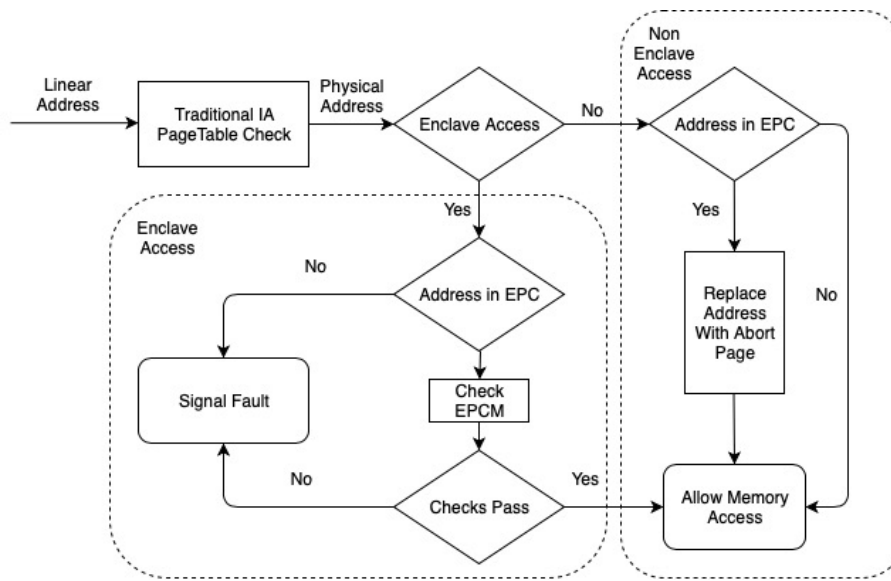 Non
Enclave
Access
Linear
Address
Traditional IA
PageTable Check
Physical
Address
Enclave Access
No
Address in EPC
Yes
Yes
Enclave
Access
No
Address in EPC
Replace
Address
With Abort
Page
No
Signal Fault
Check
EPCM
No
Checks Pass
Yes
Allow Memory
Access